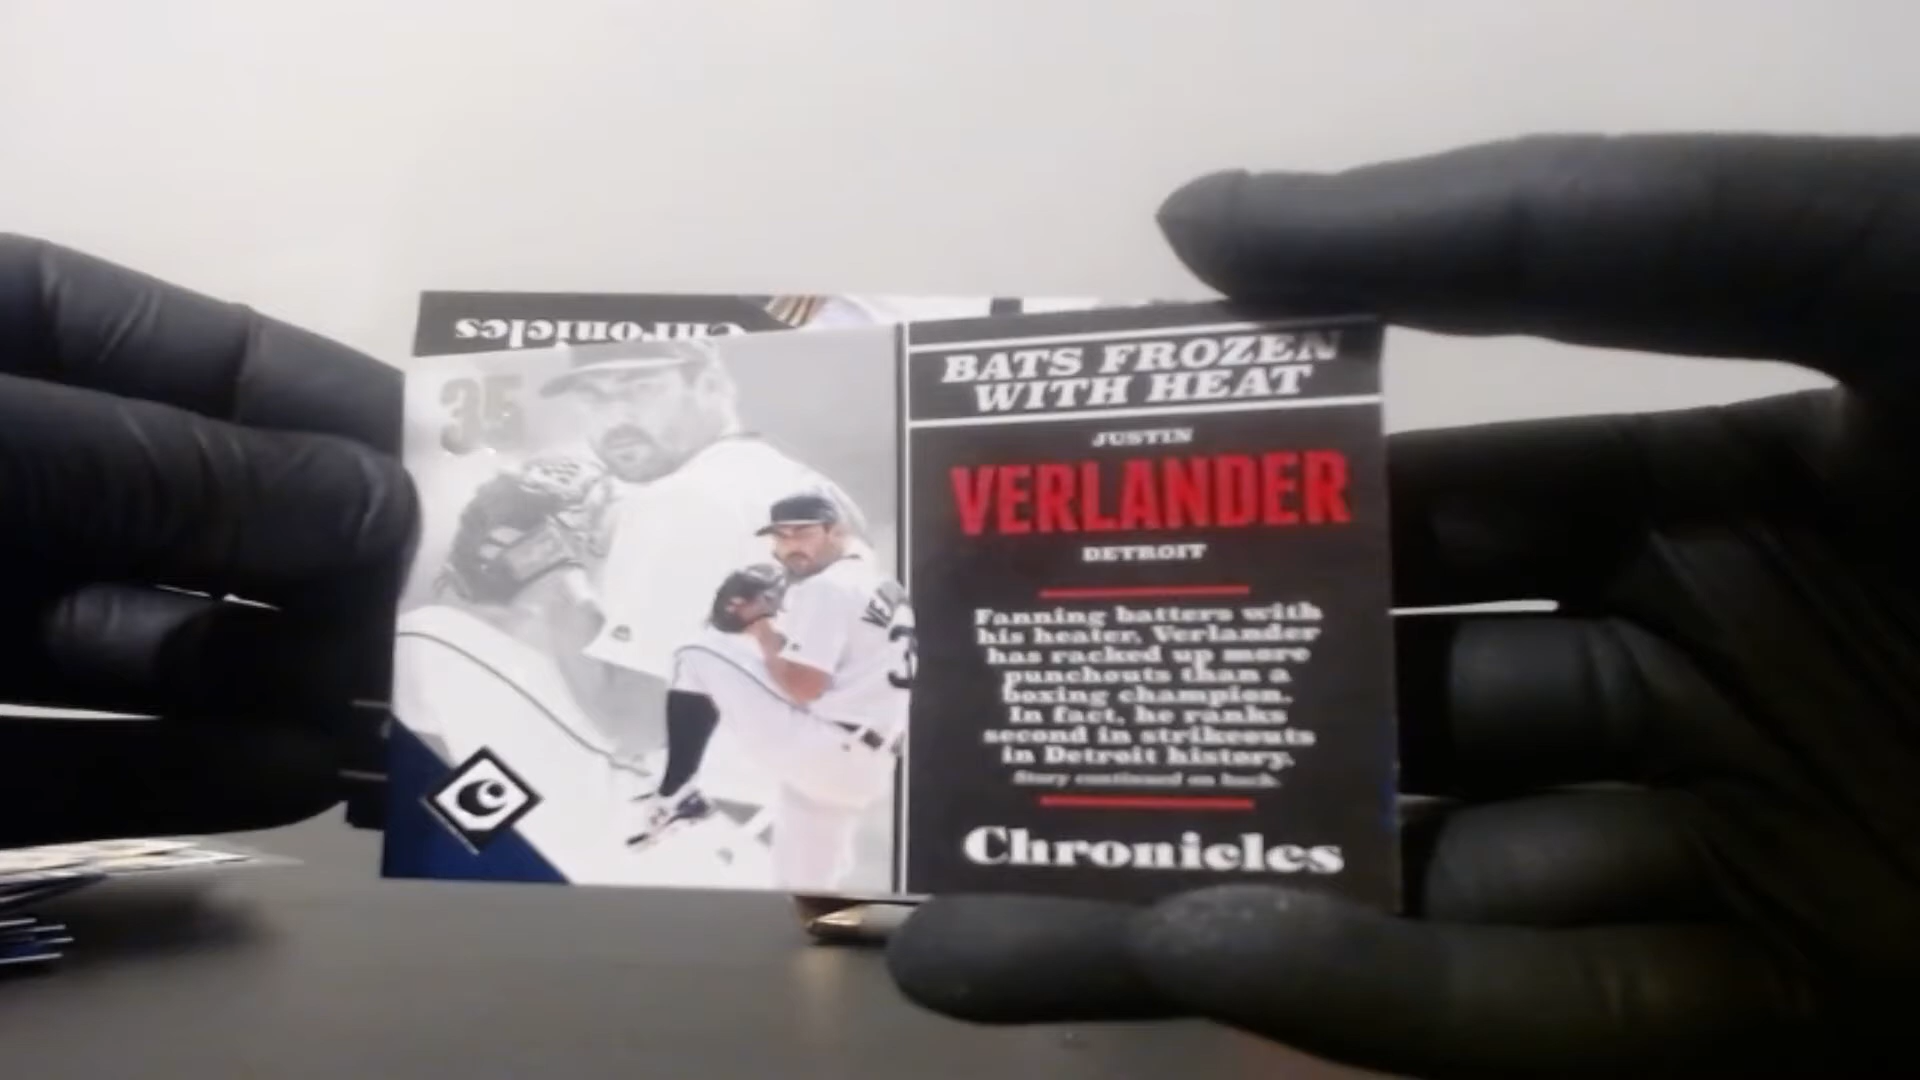 Chronicles
35
BATS FROZEN
WITH HEAT
JUSTIN
VERLANDER
DETROIT
Fanning batters with
his heater, Verlander
has racked up more
punchouts than a
boxing champion.
In fact, he ranks
second in strikeouts
in Detroit history.
Story continued on back.
Chronicles
C
VE
3